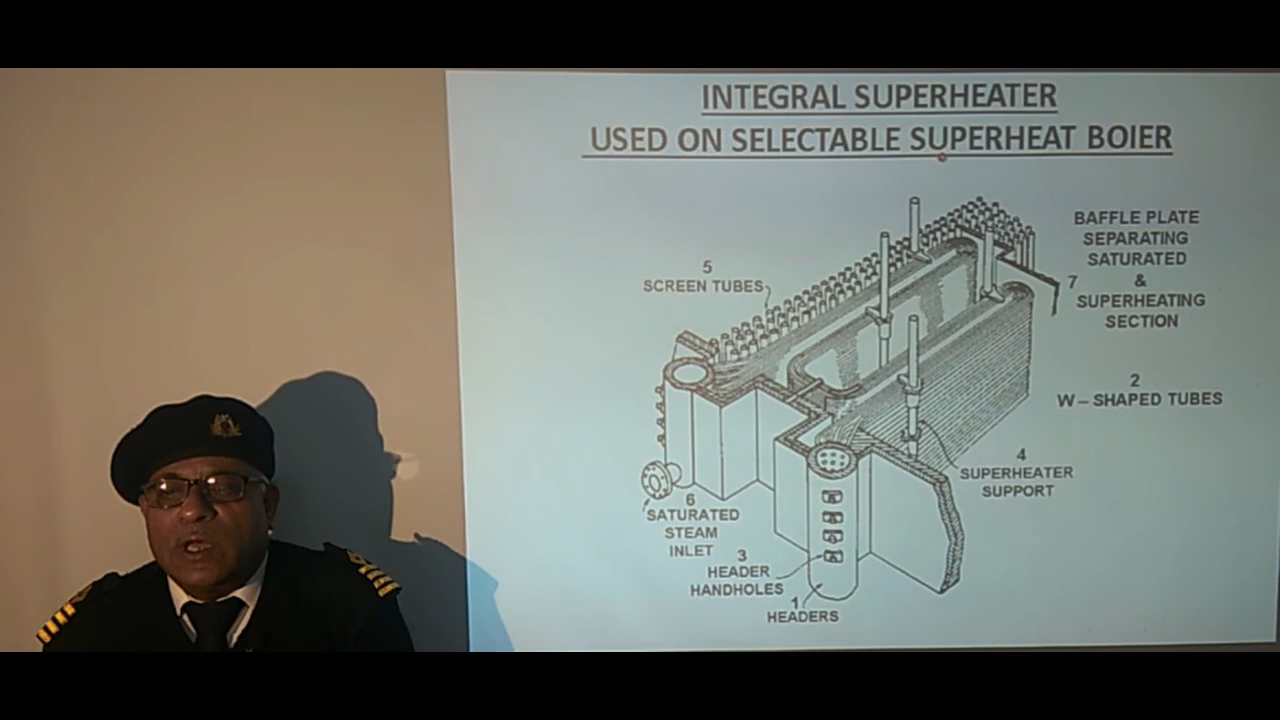 INTEGRAL SUPERHEATER
USED ON SELECTABLE SUPERHEAT BOIER
5
SCREEN TUBES
BAFFLE PLATE
SEPARATING
SATURATED
&
SUPERHEATING
SECTION
7
2
W – SHAPED TUBES
4
SUPERHEATER
SUPPORT
6
SATURATED
STEAM
INLET
3
HEADER
HANDHOLES
1
HEADERS